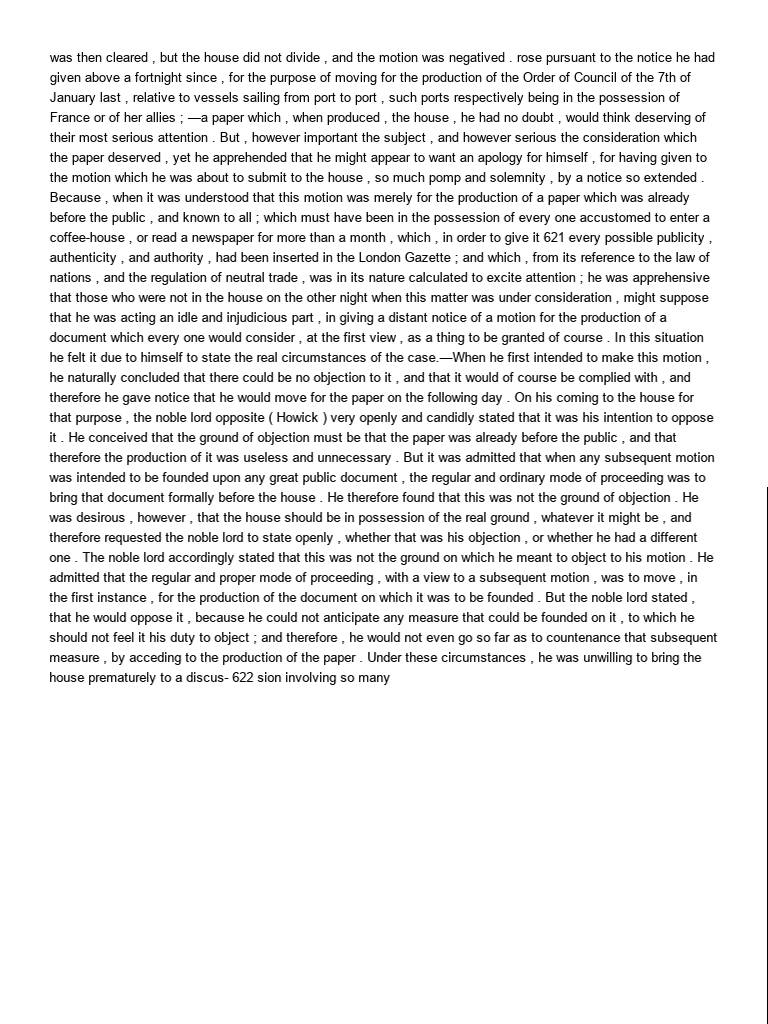 was then cleared , but the house did not divide , and the motion was negatived . rose pursuant to the notice he had
given above a fortnight since , for the purpose of moving for the production of the Order of Council of the 7th of
January last , relative to vessels sailing from port to port , such ports respectively being in the possession of
France or of her allies ; —a paper which , when produced , the house , he had no doubt , would think deserving of
their most serious attention . But , however important the subject , and however serious the consideration which
the paper deserved , yet he apprehended that he might appear to want an apology for himself , for having given to
the motion which he was about to submit to the house , so much pomp and solemnity , by a notice so extended .
Because , when it was understood that this motion was merely for the production of a paper which was already
before the public , and known to all ; which must have been in the possession of every one accustomed to enter a
coffee-house , or read a newspaper for more than a month , which , in order to give it 621 every possible publicity ,
authenticity , and authority , had been inserted in the London Gazette ; and which , from its reference to the law of
nations , and the regulation of neutral trade , was in its nature calculated to excite attention ; he was apprehensive
that those who were not in the house on the other night when this matter was under consideration , might suppose
that he was acting an idle and injudicious part , in giving a distant notice of a motion for the production of a
document which every one would consider , at the first view , as a thing to be granted of course . In this situation
he felt it due to himself to state the real circumstances of the case.—When he first intended to make this motion ,
he naturally concluded that there could be no objection to it , and that it would of course be complied with , and
therefore he gave notice that he would move for the paper on the following day . On his coming to the house for
that purpose , the noble lord opposite ( Howick ) very openly and candidly stated that it was his intention to oppose
it . He conceived that the ground of objection must be that the paper was already before the public , and that
therefore the production of it was useless and unnecessary . But it was admitted that when any subsequent motion
was intended to be founded upon any great public document , the regular and ordinary mode of proceeding was to
bring that document formally before the house . He therefore found that this was not the ground of objection . He
was desirous , however , that the house should be in possession of the real ground , whatever it might be , and
therefore requested the noble lord to state openly , whether that was his objection , or whether he had a different
one . The noble lord accordingly stated that this was not the ground on which he meant to object to his motion . He
admitted that the regular and proper mode of proceeding , with a view to a subsequent motion , was to move , in
the first instance , for the production of the document on which it was to be founded . But the noble lord stated ,
that he would oppose it , because he could not anticipate any measure that could be founded on it , to which he
should not feel it his duty to object ; and therefore , he would not even go so far as to countenance that subsequent
measure , by acceding to the production of the paper . Under these circumstances , he was unwilling to bring the
house prematurely to a discus- 622 sion involving so many